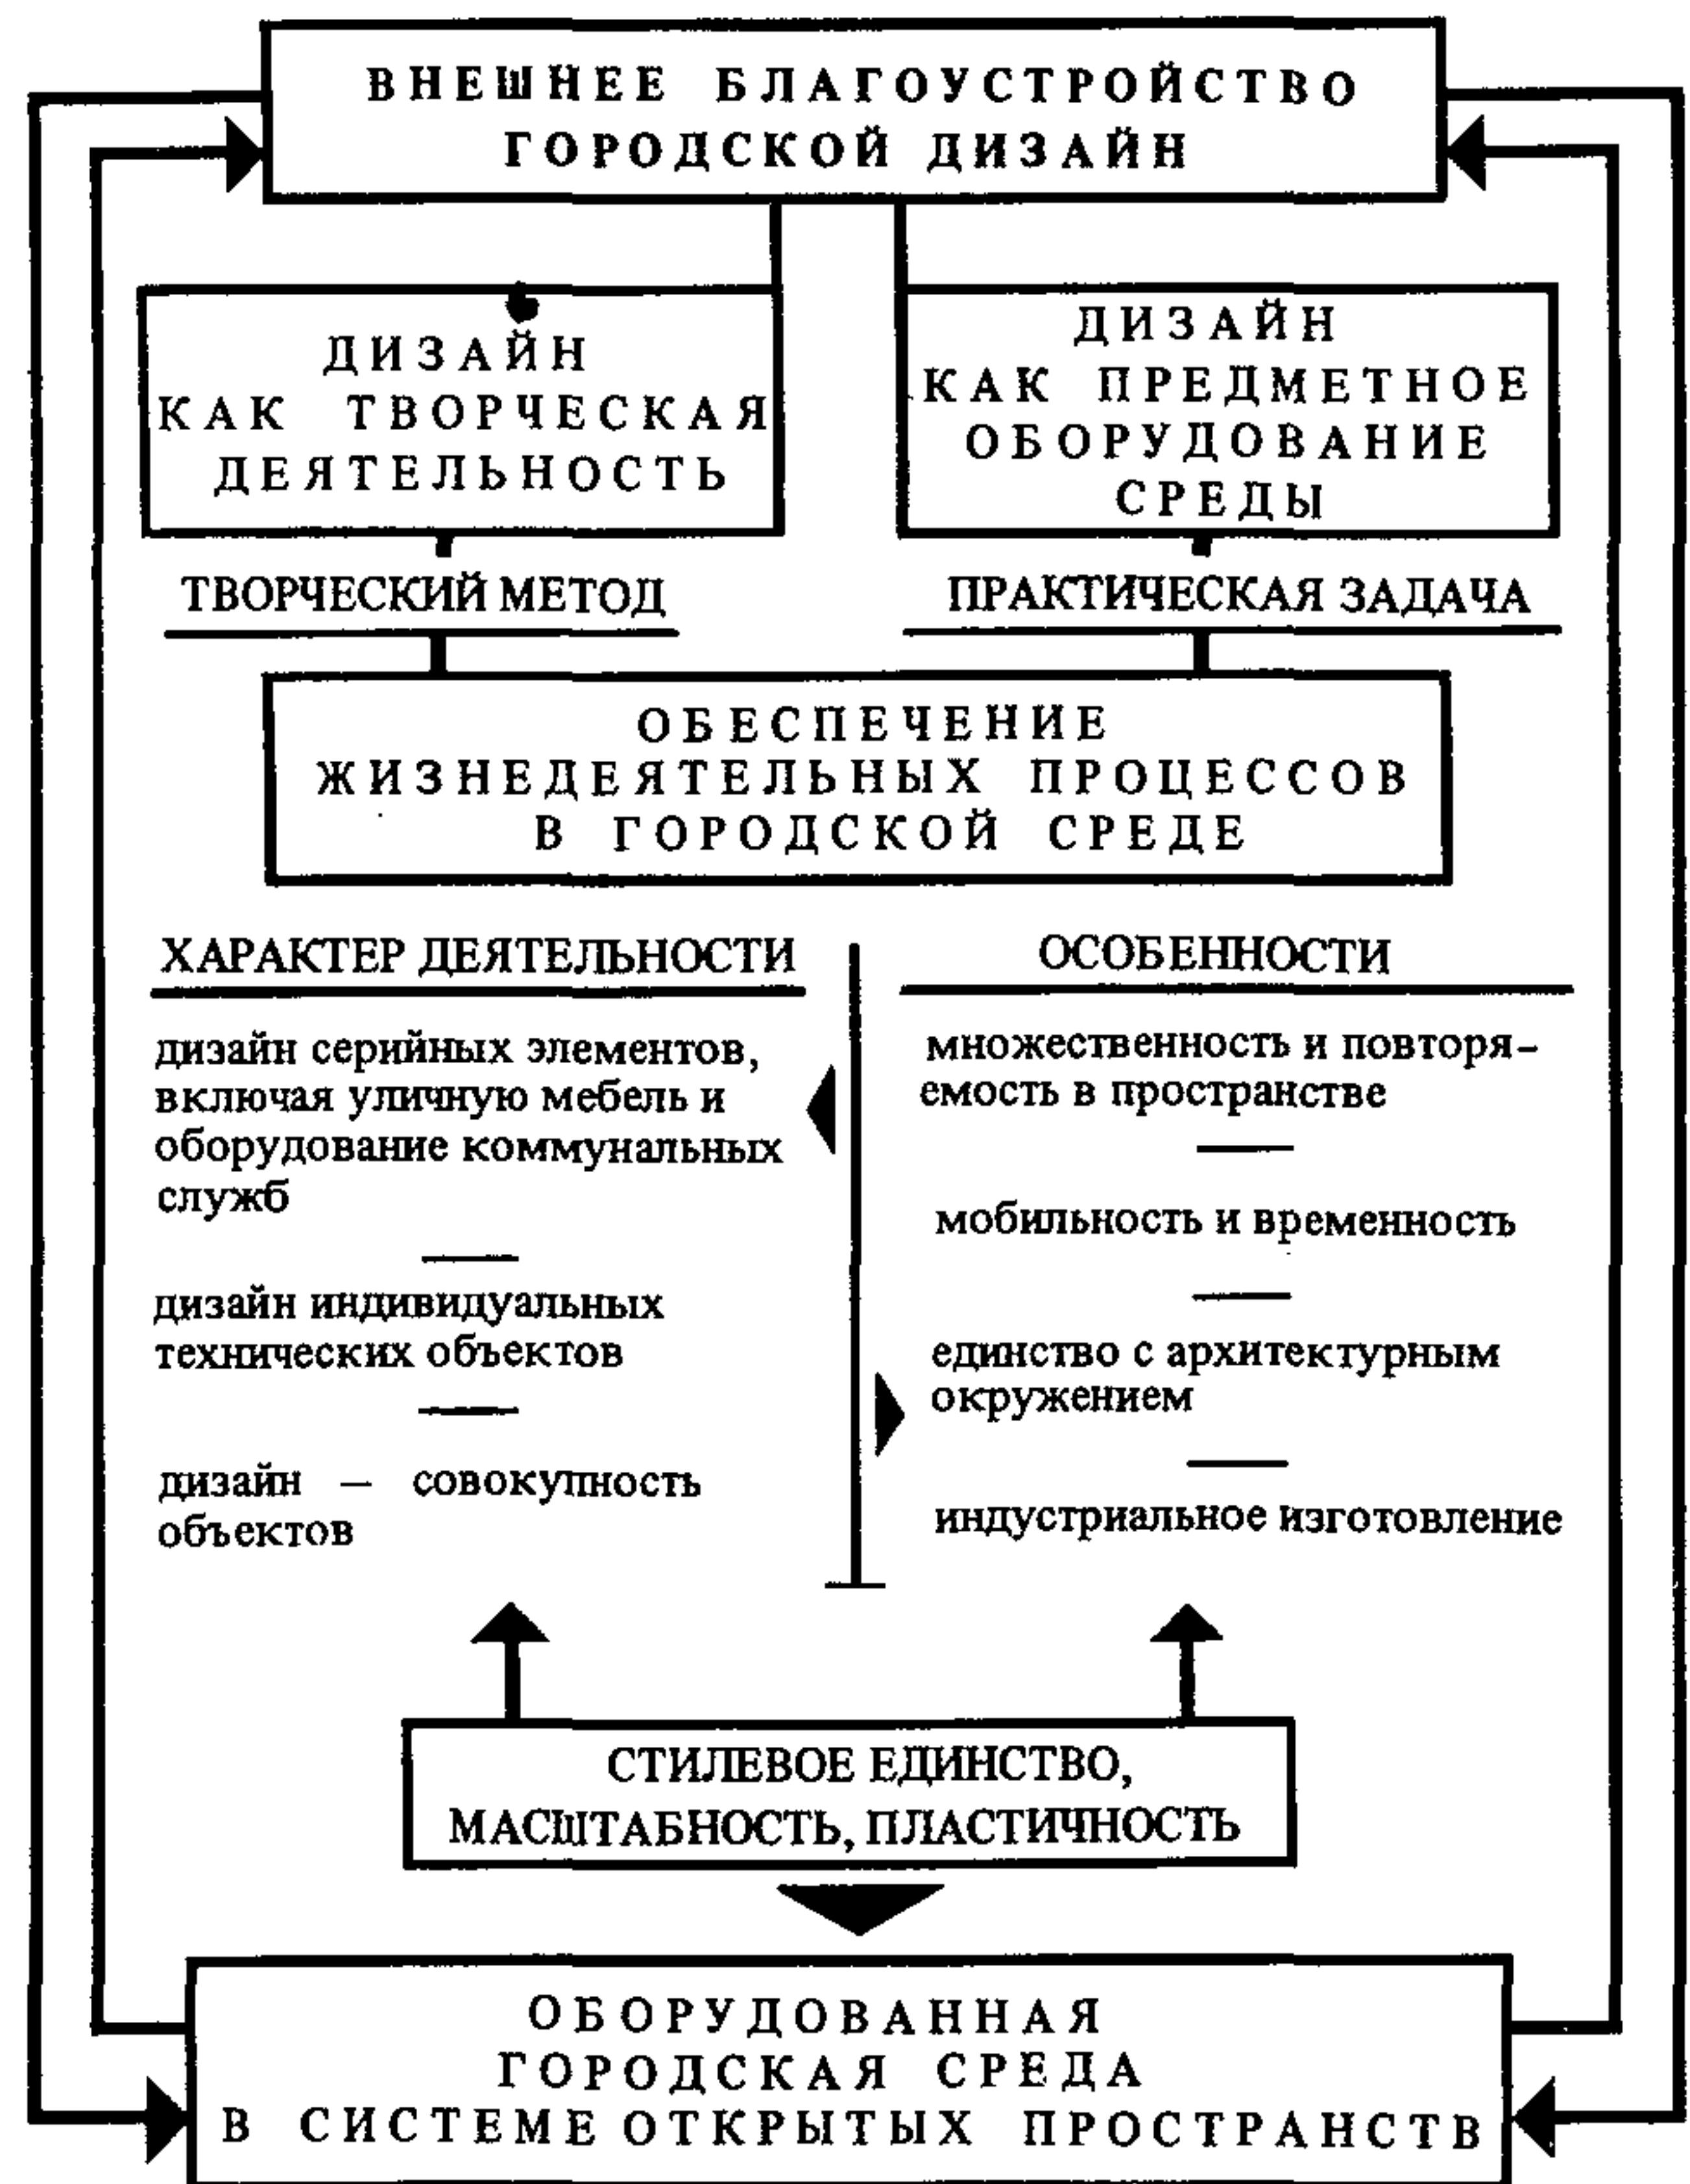 ВНЕШНЕЕ БЛАГОУСТРОЙСТВО
ГОРОДСКОЙ ДИЗАЙН
ДИЗАЙН
КАК ТВОРЧЕСКАЯ
ДЕЯТЕЛЬНОСТЬ
ДИЗАЙН
КАК ПРЕДМЕТНОЕ
ОБОРУДОВАНИЕ
СРЕДЫ
ТВОРЧЕСКИЙ МЕТОД
ПРАКТИЧЕСКАЯ ЗАДАЧА
ОБЕСПЕЧЕНИЕ
ЖИЗНЕДЕЯТЕЛЬНЫХ ПРОЦЕССОВ
В ГОРОДСКОЙ СРЕДЕ
ХАРАКТЕР ДЕЯТЕЛЬНОСТИ
дизайн серийных элементов,
включая уличную мебель и
оборудование коммунальных
служб
дизайн индивидуальных
технических объектов
дизайн — совокупность
объектов
ОСОБЕННОСТИ
множественность и повторя-
емость в пространстве
мобильность и временность
единство с архитектурным
окружением
индустриальное изготовление
СТИЛЕВОЕ ЕДИНСТВО,
МАСШТАБНОСТЬ, ПЛАСТИЧНОСТЬ
ОБОРУДОВАННАЯ
ГОРОДСКАЯ СРЕДА
В СИСТЕМЕ ОТКРЫТЫХ ПРОСТРАНСТВ